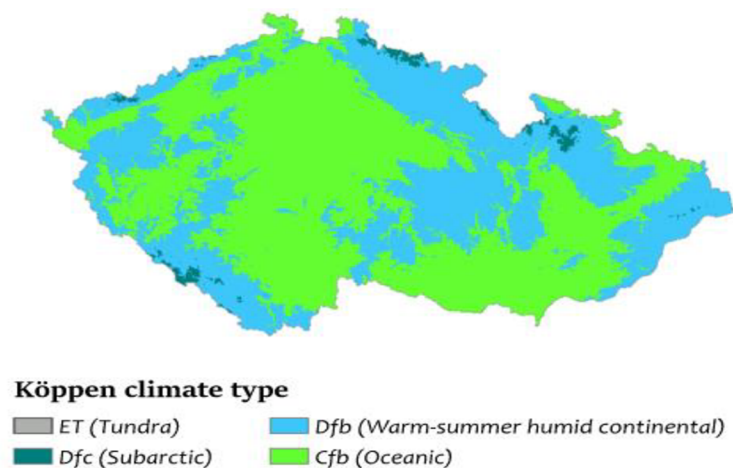 Köppen climate type
ET (Tundra)
Dfb (Warm-summer humid continental)
Dfc (Subarctic)
Cfb (Oceanic)